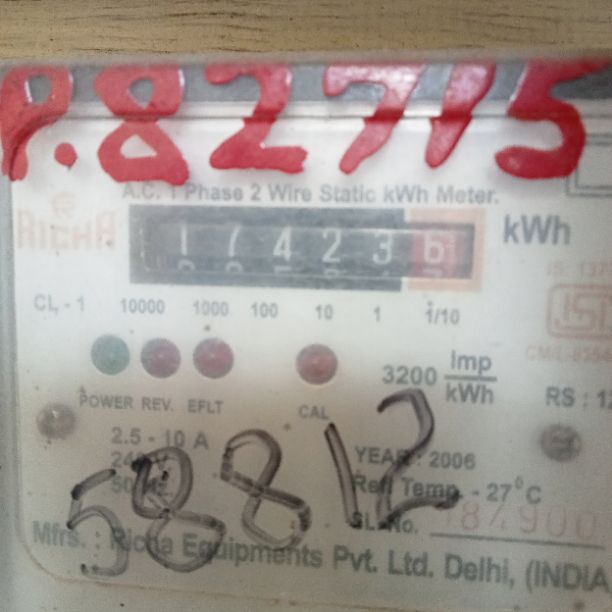 P.82715
A.C. 1 Phase 2 Wire Static kWh Meter.
RICHA
1 7 4 2 3 6 kWh
CL - 1 10000 1000 100 10 1 1/10
3200 Imp/kWh
POWER REV. EFLT CAL
RS : 12
2.5 - 10 A
YEAR : 2006
Ref Temp. - 27°C
58812
SL. No. 184900
Mfrs. : Richa Equipments Pvt. Ltd. Delhi, (INDIA